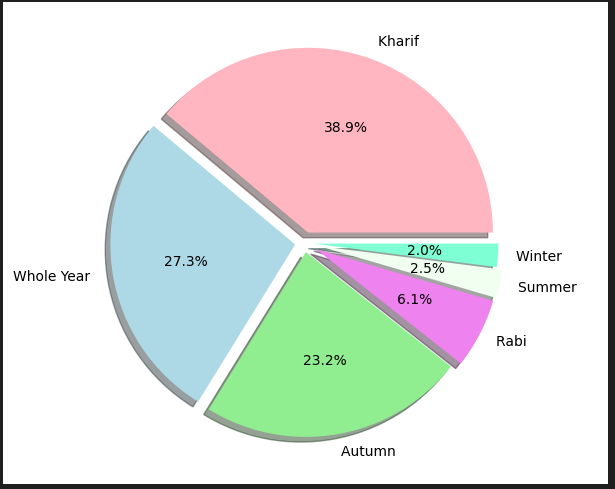 Kharif
38.9%
27.3%
Whole Year
2.0%
Winter
2.5%
Summer
6.1%
Rabi
23.2%
Autumn